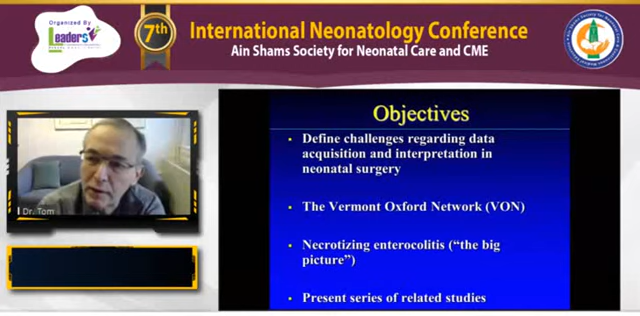 Organized By
Leaders
7th
International Neonatology Conference
Ain Shams Society for Neonatal Care and CME
Objectives
Define challenges regarding data
acquisition and interpretation in
neonatal surgery
The Vermont Oxford Network (VON)
Necrotizing enterocolitis (“the big
picture”)
Present series of related studies
Dr. Tom